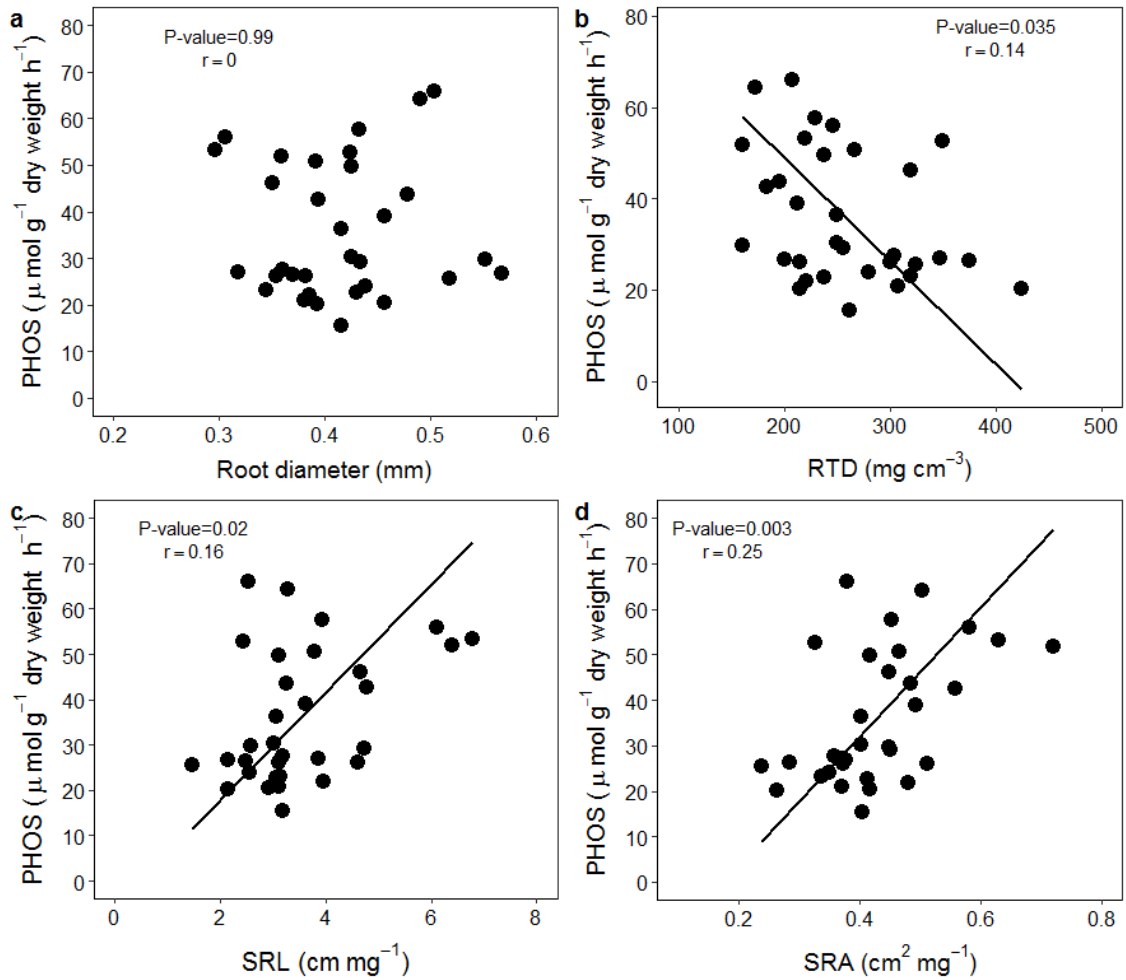 a
P-value=0.99
r = 0
PHOS ( μ mol g⁻¹ dry weight h⁻¹)
80
70
60
50
40
30
20
10
0
0.2 0.3 0.4 0.5 0.6
Root diameter (mm)
b
P-value=0.035
r = 0.14
PHOS ( μ mol g⁻¹ dry weight h⁻¹)
80
60
40
20
0
100 200 300 400 500
RTD (mg cm⁻³)
c
P-value=0.02
r = 0.16
PHOS ( μ mol g⁻¹ dry weight h⁻¹)
80
70
60
50
40
30
20
10
0
0 2 4 6 8
SRL (cm mg⁻¹)
d
P-value=0.003
r = 0.25
PHOS ( μ mol g⁻¹ dry weight h⁻¹)
80
70
60
50
40
30
20
10
0
0.2 0.4 0.6 0.8
SRA (cm² mg⁻¹)